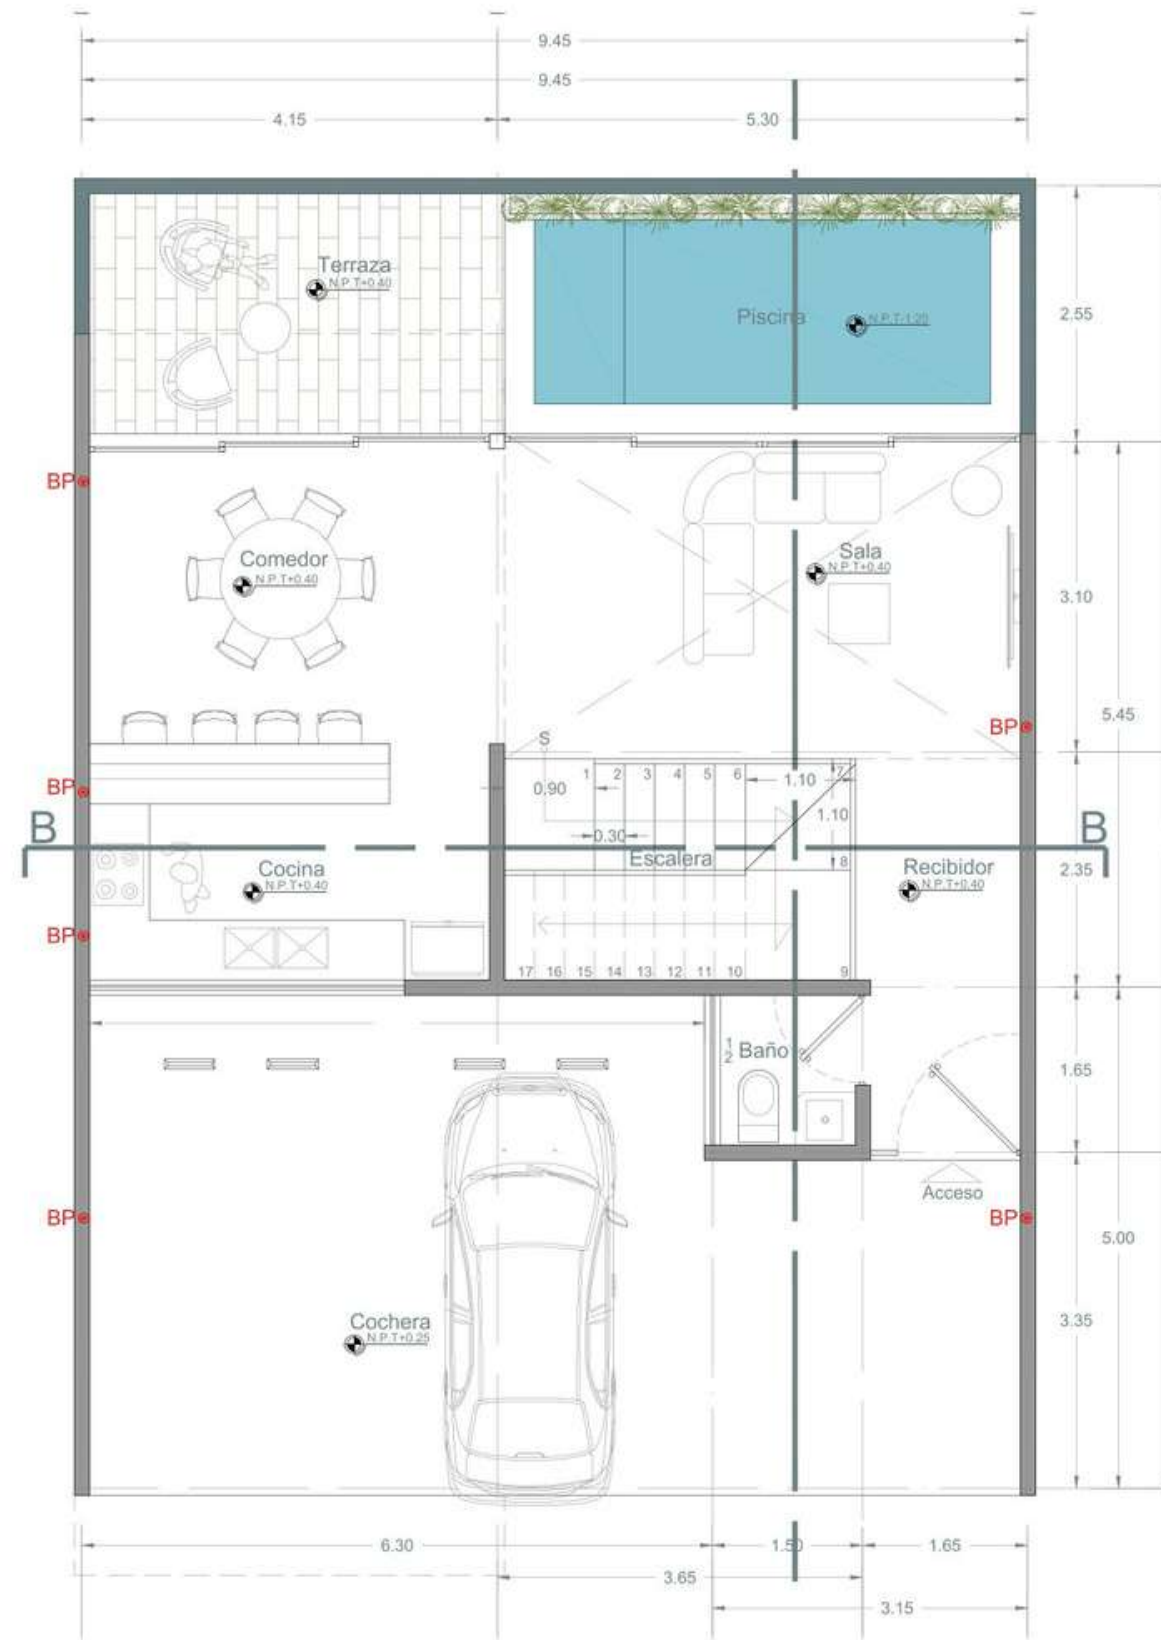 9.45
9.45
4.15 5.30
Terraza
N.P.T+0.40
Piscina
N.P.T-1.20
2.55
BP
Comedor
N.P.T+0.40
Sala
N.P.T+0.40
3.10
5.45
BP
S
1 2 3 4 5 6 7
0.90
1.10
BP
1.10
0.30
B B
Escalera
8
Cocina
N.P.T+0.40
Recibidor
N.P.T+0.40
2.35
BP
17 16 15 14 13 12 11 10 9
1
2 Baño
1.65
Acceso
BP BP
5.00
Cochera
N.P.T+0.25
3.35
6.30 1.50 1.65
3.65
3.15